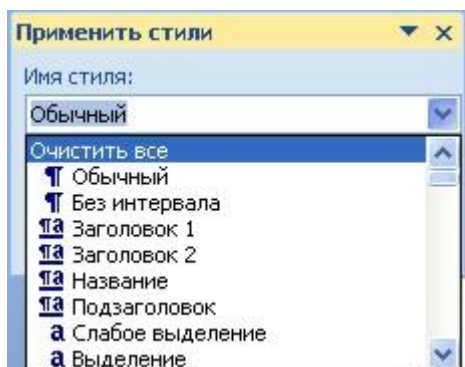 Применить стили
Имя стиля:
Обычный
Очистить все
¶ Обычный
¶ Без интервала
¶a Заголовок 1
¶a Заголовок 2
¶a Название
¶a Подзаголовок
a Слабое выделение
a Выделение